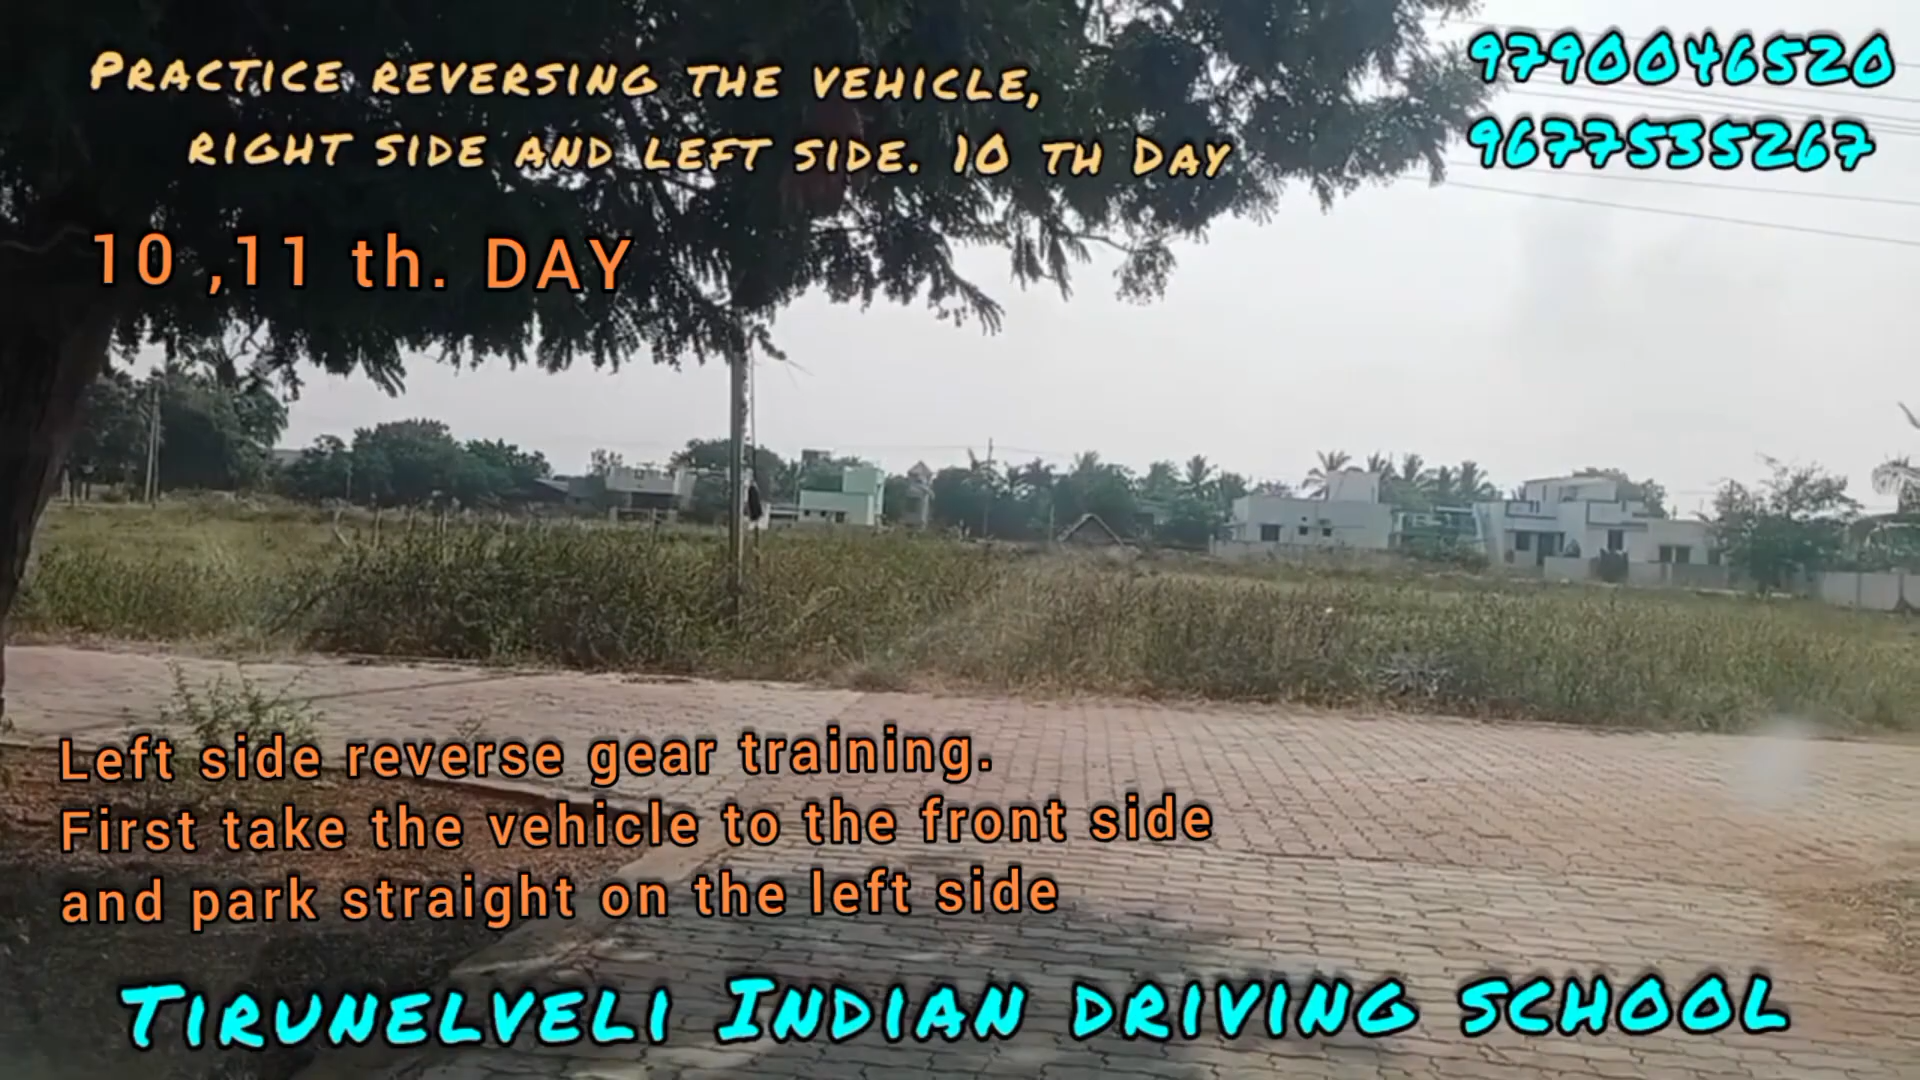 Practice reversing the vehicle,
right side and left side. 10 th Day
9790046520
9677535267
10 ,11 th. DAY
Left side reverse gear training.
First take the vehicle to the front side
and park straight on the left side
Tirunelveli Indian driving school